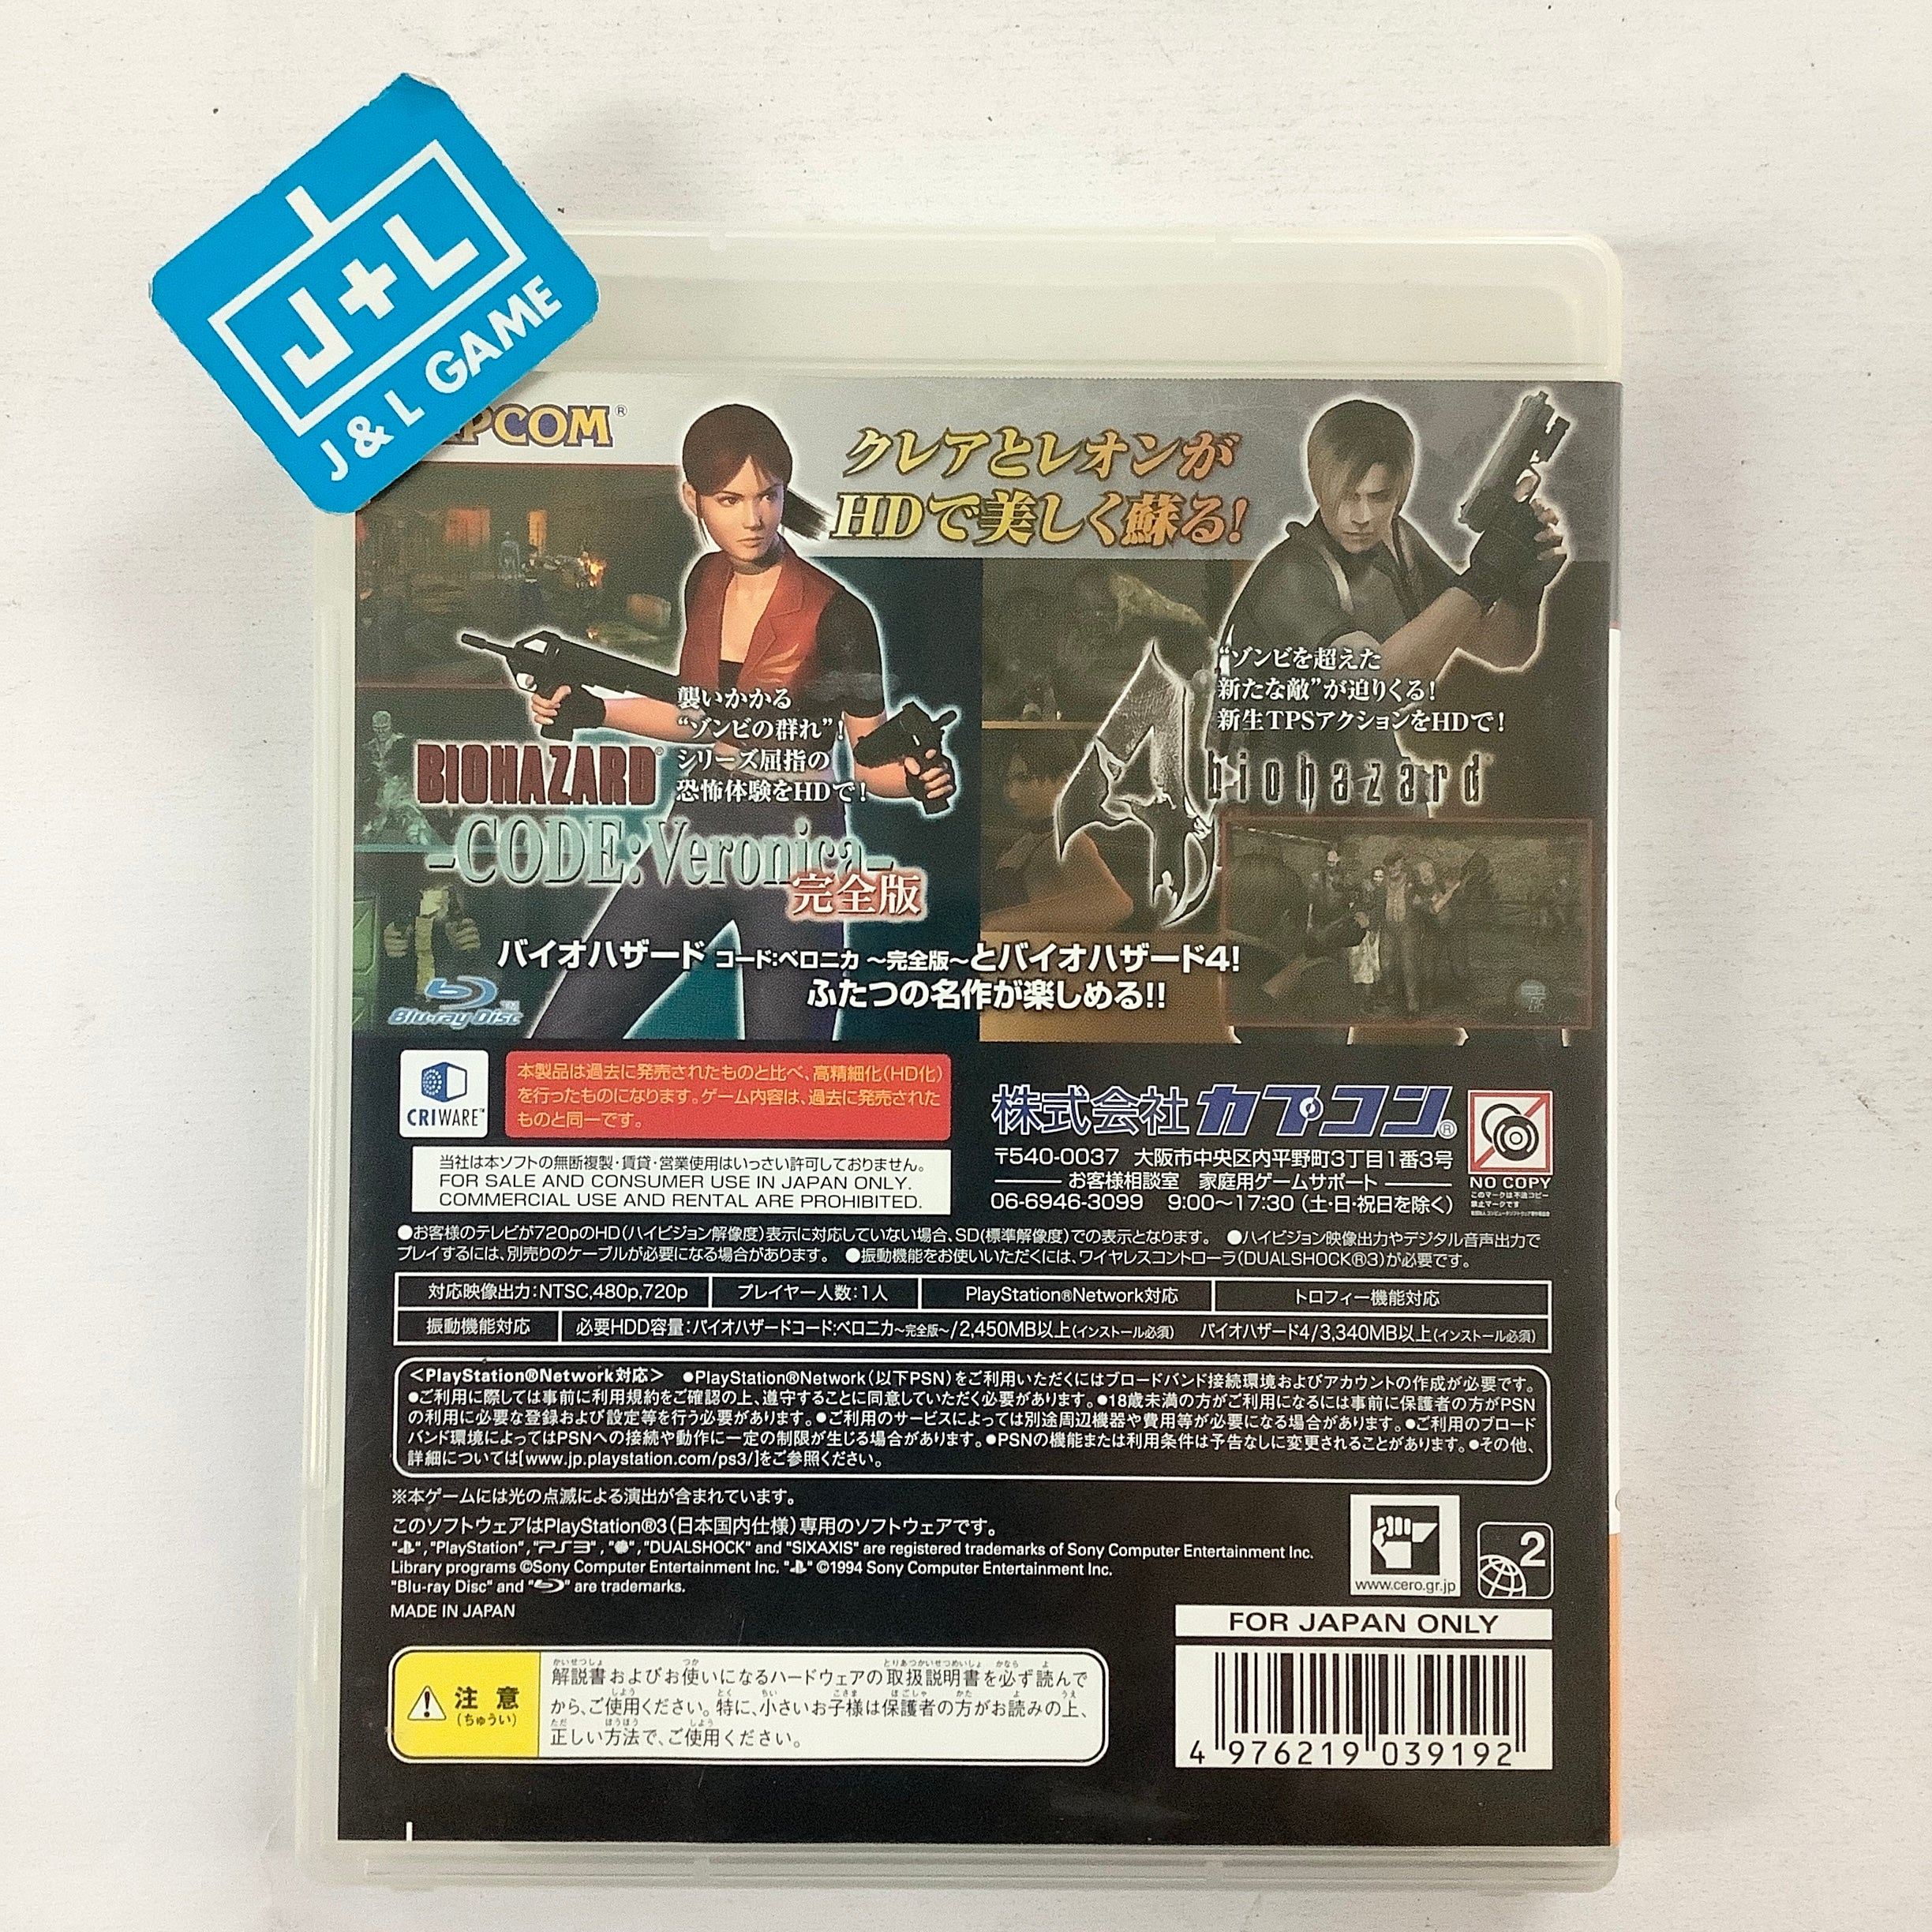 J+L
J & L GAME
PCOM®
クレアとレオンが
HDで美しく蘇る!
襲いかかる
“ゾンビの群れ”!
シリーズ屈指の
恐怖体験をHDで!
BIOHAZARD®
-CODE:Veronica-
完全版
“ゾンビを超えた
新たな敵”が迫りくる!
新生TPSアクションをHDで!
4
biohazard
バイオハザード コード:ベロニカ ～完全版～とバイオハザード4!
ふたつの名作が楽しめる!!
Blu-ray Disc™
CRIWARE™
本製品は過去に発売されたものと比べ、高精細化(HD化)
を行ったものになります。ゲーム内容は、過去に発売された
ものと同一です。
当社は本ソフトの無断複製・賃貸・営業使用はいっさい許可しておりません。
FOR SALE AND CONSUMER USE IN JAPAN ONLY.
COMMERCIAL USE AND RENTAL ARE PROHIBITED.
株式会社カプコン®
〒540-0037 大阪市中央区内平野町3丁目1番3号
お客様相談室 家庭用ゲームサポート
06-6946-3099 9:00～17:30 (土・日・祝日を除く)
NO COPY
このマークは不法コピー
禁止マークです
●お客様のテレビが720pのHD(ハイビジョン解像度)表示に対応していない場合、SD(標準解像度)での表示となります。 ●ハイビジョン映像出力やデジタル音声出力で
プレイするには、別売りのケーブルが必要になる場合があります。 ●振動機能をお使いいただくには、ワイヤレスコントローラ(DUALSHOCK®3)が必要です。
対応映像出力:NTSC,480p,720p プレイヤー人数:1人 PlayStation®Network対応 トロフィー機能対応
振動機能対応 必要HDD容量:バイオハザードコード:ベロニカ～完全版～/2,450MB以上(インストール必須) バイオハザード4/3,340MB以上(インストール必須)
＜PlayStation®Network対応＞ ●PlayStation®Network(以下PSN)をご利用いただくにはブロードバンド接続環境およびアカウントの作成が必要です。
●ご利用に際しては事前に利用規約をご確認の上、遵守することに同意していただく必要があります。●18歳未満の方がご利用になるには事前に保護者の方がPSN
の利用に必要な登録および設定等を行う必要があります。●ご利用のサービスによっては別途周辺機器や費用等が必要になる場合があります。●ご利用のブロード
バンド環境によってはPSNへの接続や動作に一定の制限が生じる場合があります。●PSNの機能または利用条件は予告なしに変更されることがあります。●その他、
詳細については[www.jp.playstation.com/ps3/]をご参照ください。
※本ゲームには光の点滅による演出が含まれています。
このソフトウェアはPlayStation®3(日本国内仕様)専用のソフトウェアです。
" ", "PlayStation", "PS3", " ", "DUALSHOCK" and "SIXAXIS" are registered trademarks of Sony Computer Entertainment Inc.
Library programs ©Sony Computer Entertainment Inc. " " ©1994 Sony Computer Entertainment Inc.
"Blu-ray Disc" and " " are trademarks.
MADE IN JAPAN
www.cero.gr.jp
2
FOR JAPAN ONLY
注意
(ちゅうい)
解説書およびお使いになるハードウェアの取扱説明書を必ず読んで
から、ご使用ください。特に、小さいお子様は保護者の方がお読みの上、
正しい方法で、ご使用ください。
4 976219 039192